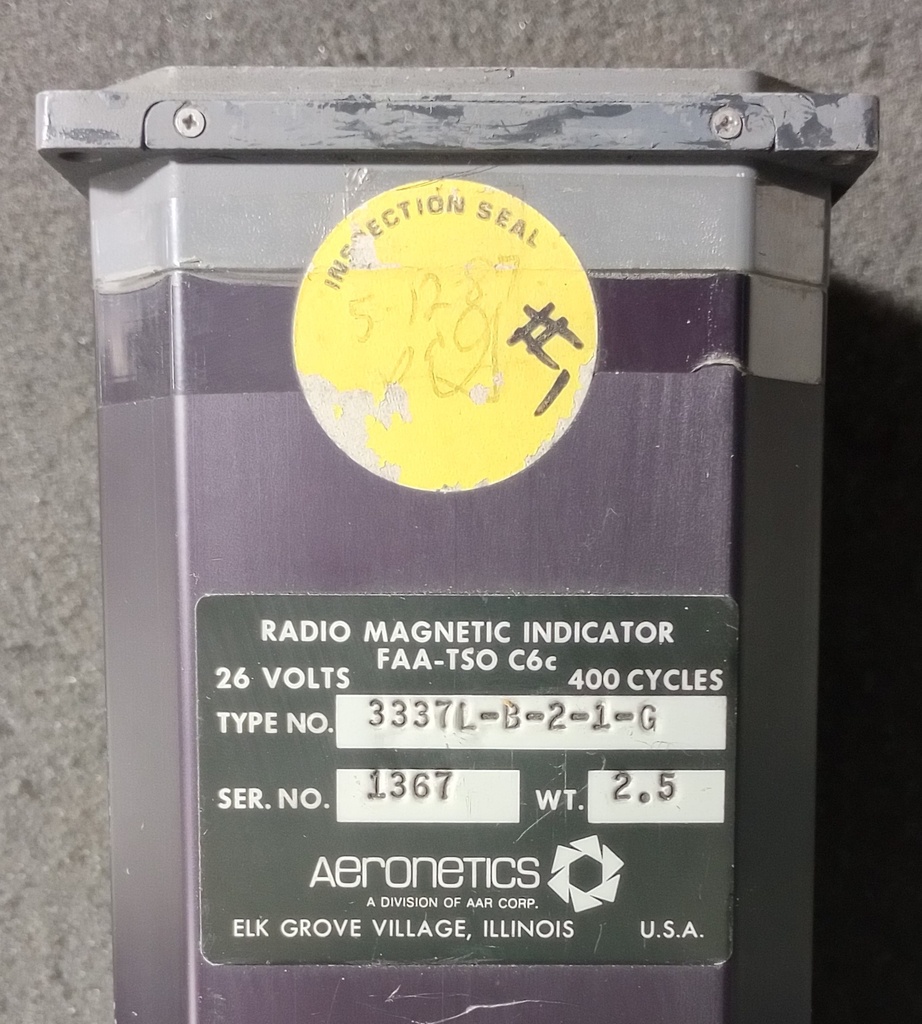 INSPECTION SEAL
5-12-87
#1
RADIO MAGNETIC INDICATOR
FAA-TSO C6c
26 VOLTS 400 CYCLES
TYPE NO. 3337L-B-2-1-G
SER. NO. 1367 WT. 2.5
AERONETICS
A DIVISION OF AAR CORP.
ELK GROVE VILLAGE, ILLINOIS U.S.A.